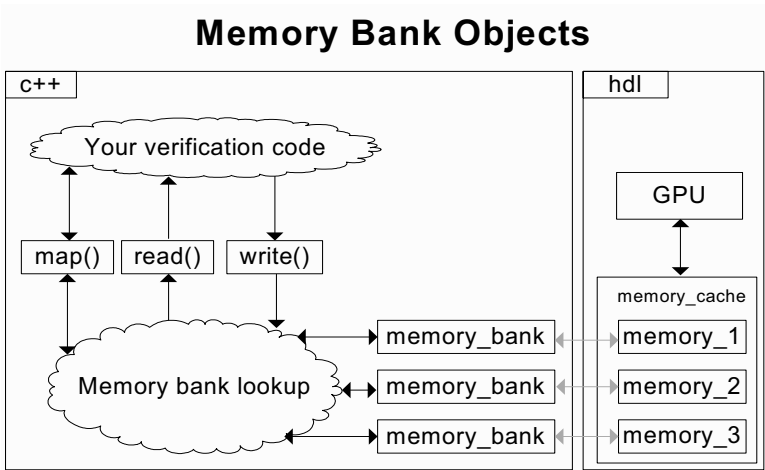 Memory Bank Objects
c++
hdl
Your verification code
GPU
map()
read()
write()
memory_cache
memory_bank
memory_1
Memory bank lookup
memory_bank
memory_2
memory_bank
memory_3